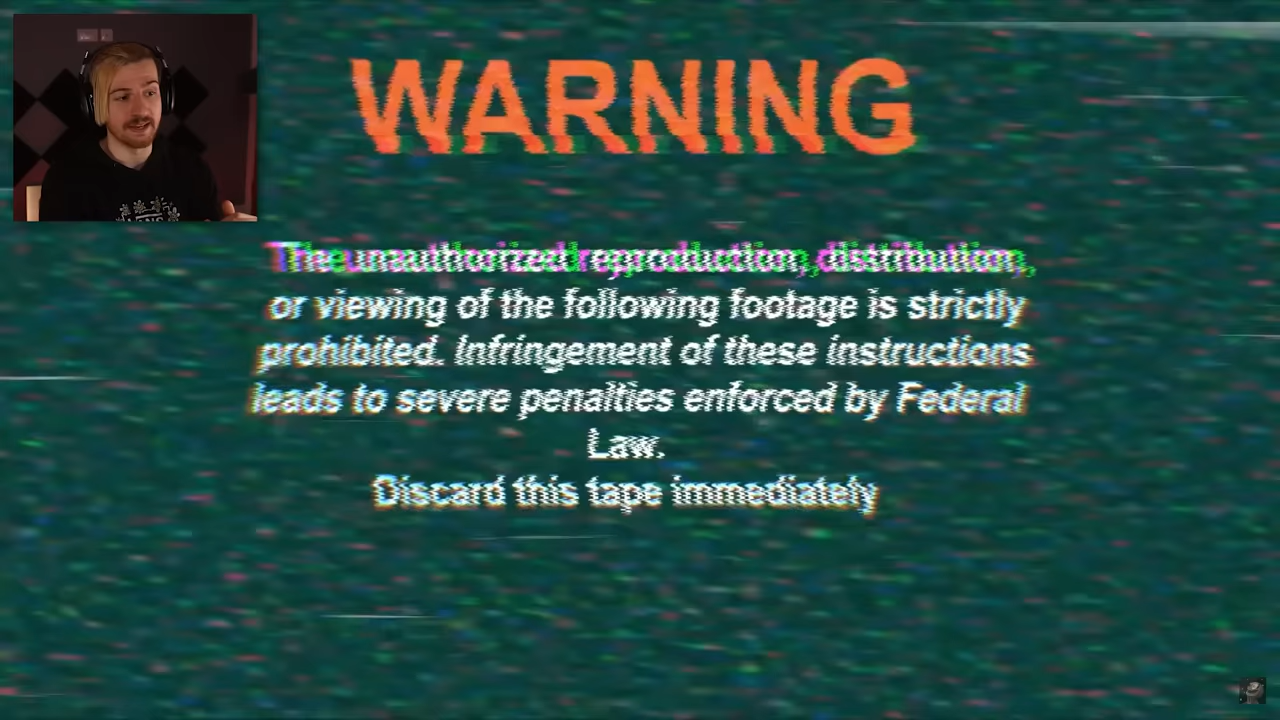 WARNING
The unauthorized reproduction, distribution,
or viewing of the following footage is strictly
prohibited. Infringement of these instructions
leads to severe penalties enforced by Federal
Law.
Discard this tape immediately